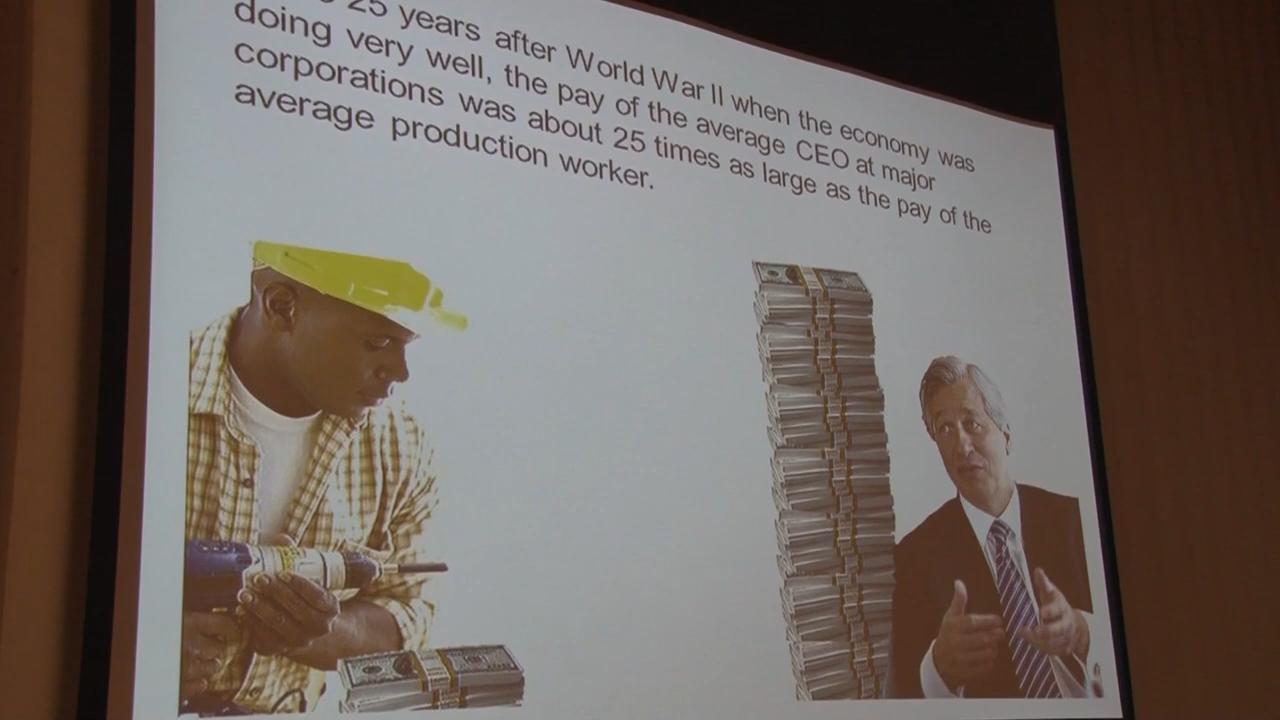 25 years after World War II when the economy was
doing very well, the pay of the average CEO at major
corporations was about 25 times as large as the pay of the
average production worker.